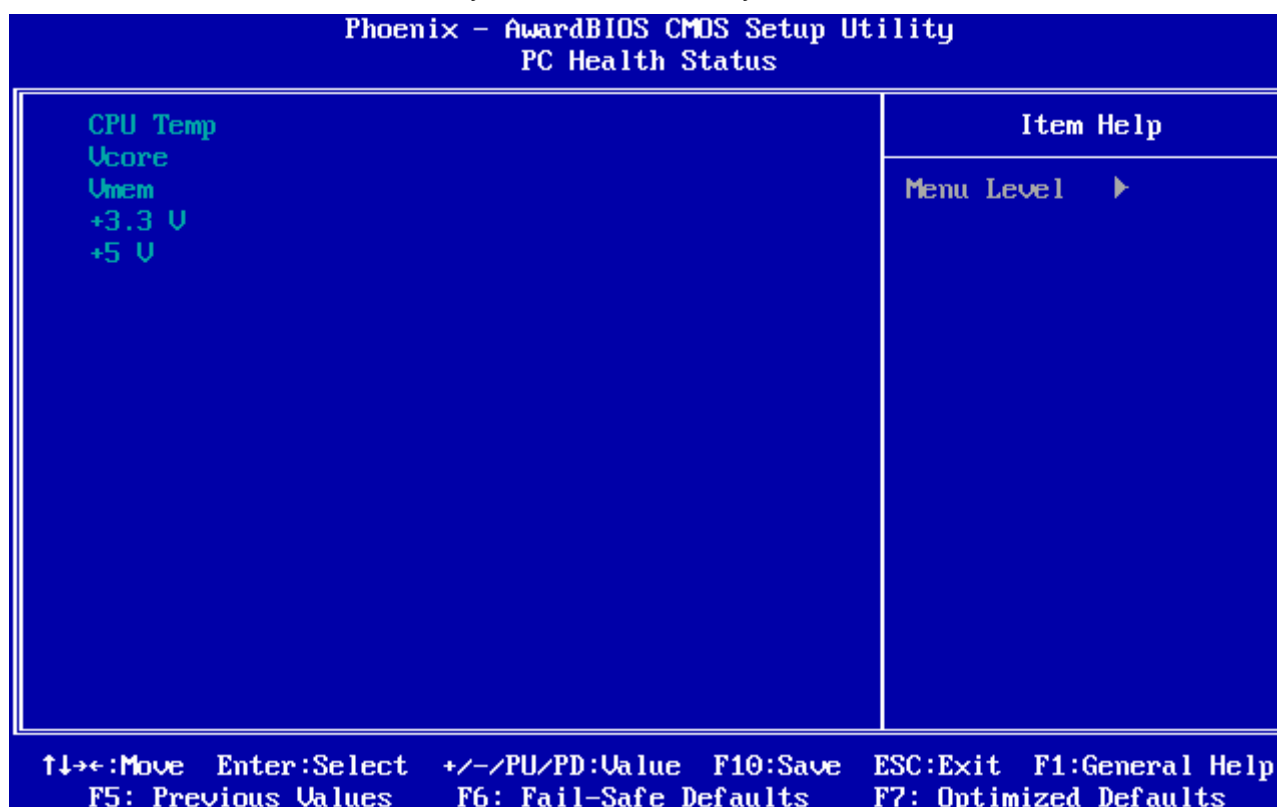 Phoenix – AwardBIOS CMOS Setup Utility
PC Health Status
CPU Temp
Vcore
Vmem
+3.3 V
+5 V
Item Help
Menu Level ▶
↑↓→←:Move Enter:Select +/-/PU/PD:Value F10:Save ESC:Exit F1:General Help
F5: Previous Values F6: Fail-Safe Defaults F7: Optimized Defaults